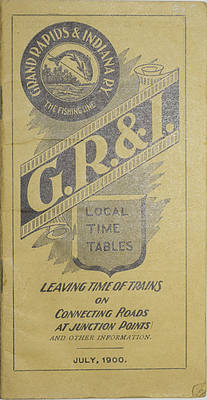 GRAND RAPIDS & INDIANA RY.
THE FISHING LINE
G.R.& I.
LOCAL
TIME
TABLES
LEAVING TIME OF TRAINS
ON
CONNECTING ROADS
AT JUNCTION POINTS
AND OTHER INFORMATION.
JULY, 1900.